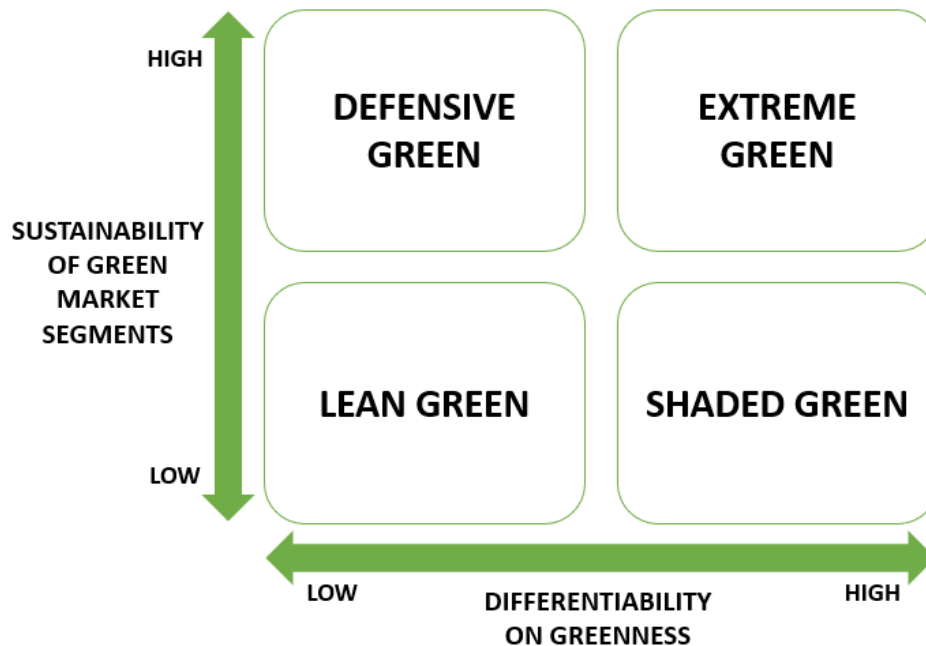 HIGH
DEFENSIVE
GREEN
EXTREME
GREEN
SUSTAINABILITY
OF GREEN
MARKET
SEGMENTS
LEAN GREEN
SHADED GREEN
LOW
LOW
DIFFERENTIABILITY
ON GREENNESS
HIGH